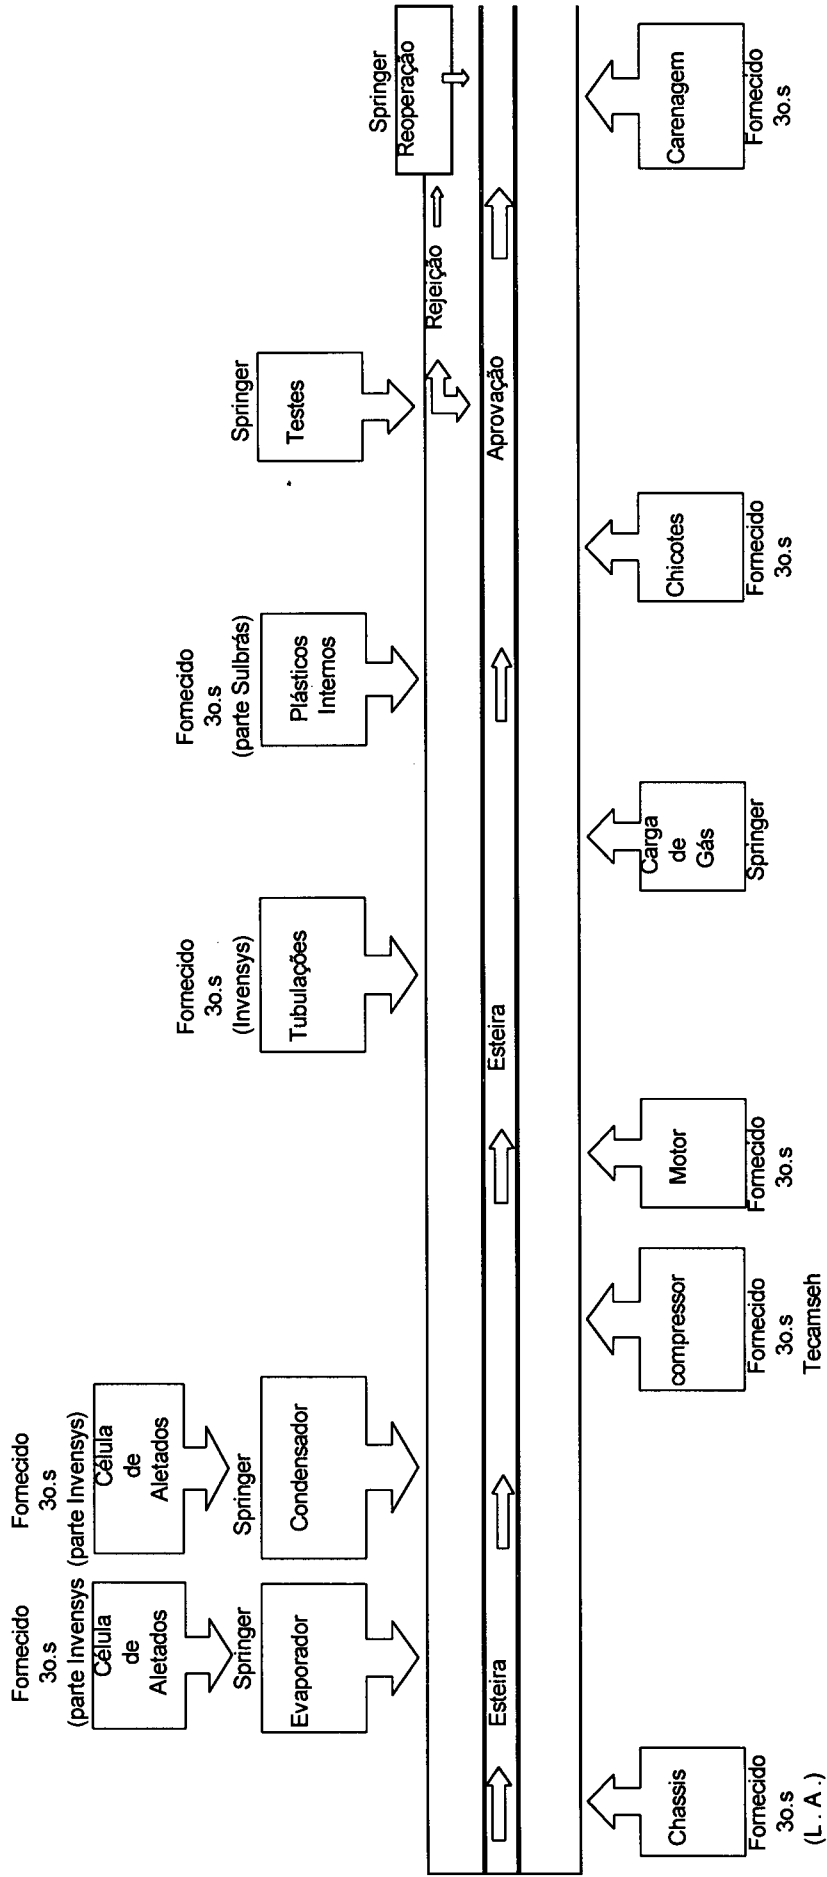 Fornecido
3o.s
(parte Invensys
Célula
de
Aletados
Springer
Evaporador
Fornecido
3o.s
(parte Invensys)
Célula
de
Aletados
Springer
Condensador
Fornecido
3o.s
(Invensys)
Tubulações
Fornecido
3o.s
(parte Sulbrás)
Plásticos
Internos
Springer
Testes
Springer
Reoperação
Rejeição
Esteira
Esteira
Aprovação
Chassis
Fornecido
3o.s
(L. A.)
compressor
Fornecido
3o.s
Tecamseh
Motor
Fornecido
3o.s
Carga
de
Gás
Springer
Chicotes
Fornecido
3o.s
Carenagem
Fornecido
3o.s